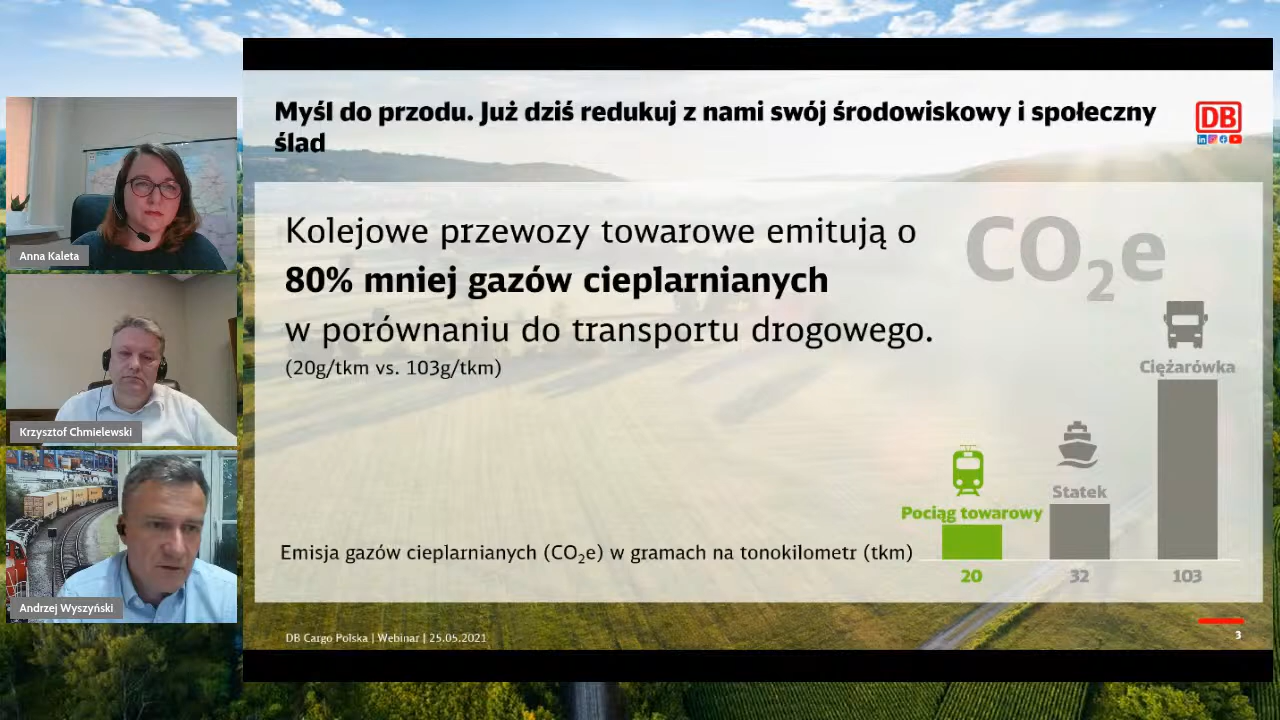 Myśl do przodu. Już dziś redukuj z nami swój środowiskowy i społeczny
ślad
DB
Kolejowe przewozy towarowe emitują o
80% mniej gazów cieplarnianych
w porównaniu do transportu drogowego.
(20g/tkm vs. 103g/tkm)
CO₂e
Ciężarówka
Statek
Pociąg towarowy
Emisja gazów cieplarnianych (CO₂e) w gramach na tonokilometr (tkm)
20
32
103
DB Cargo Polska | Webinar | 25.05.2021
3
Anna Kaleta
Krzysztof Chmielewski
Andrzej Wyszyński